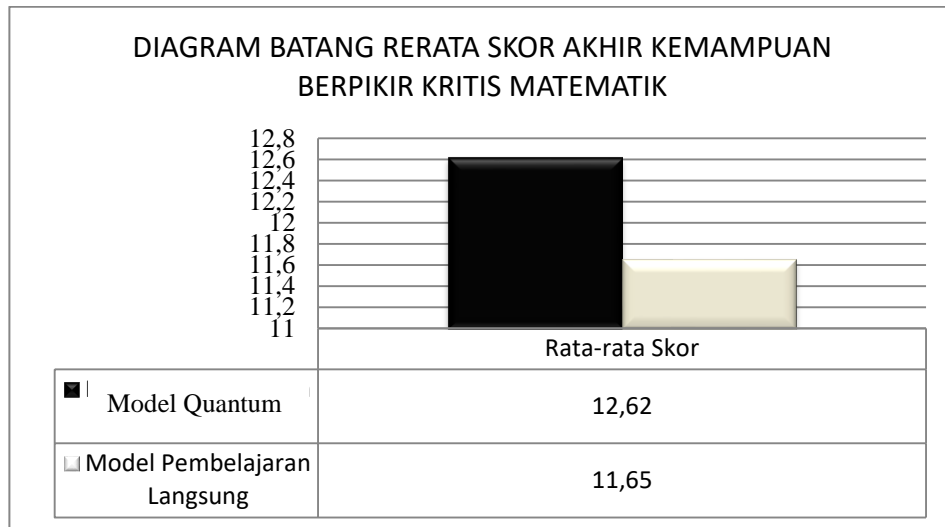 DIAGRAM BATANG RERATA SKOR AKHIR KEMAMPUAN
BERPIKIR KRITIS MATEMATIK
12,8
12,6
12,4
12,2
12
11,8
11,6
11,4
11,2
11
Rata-rata Skor
Model Quantum 12,62
Model Pembelajaran
Langsung 11,65